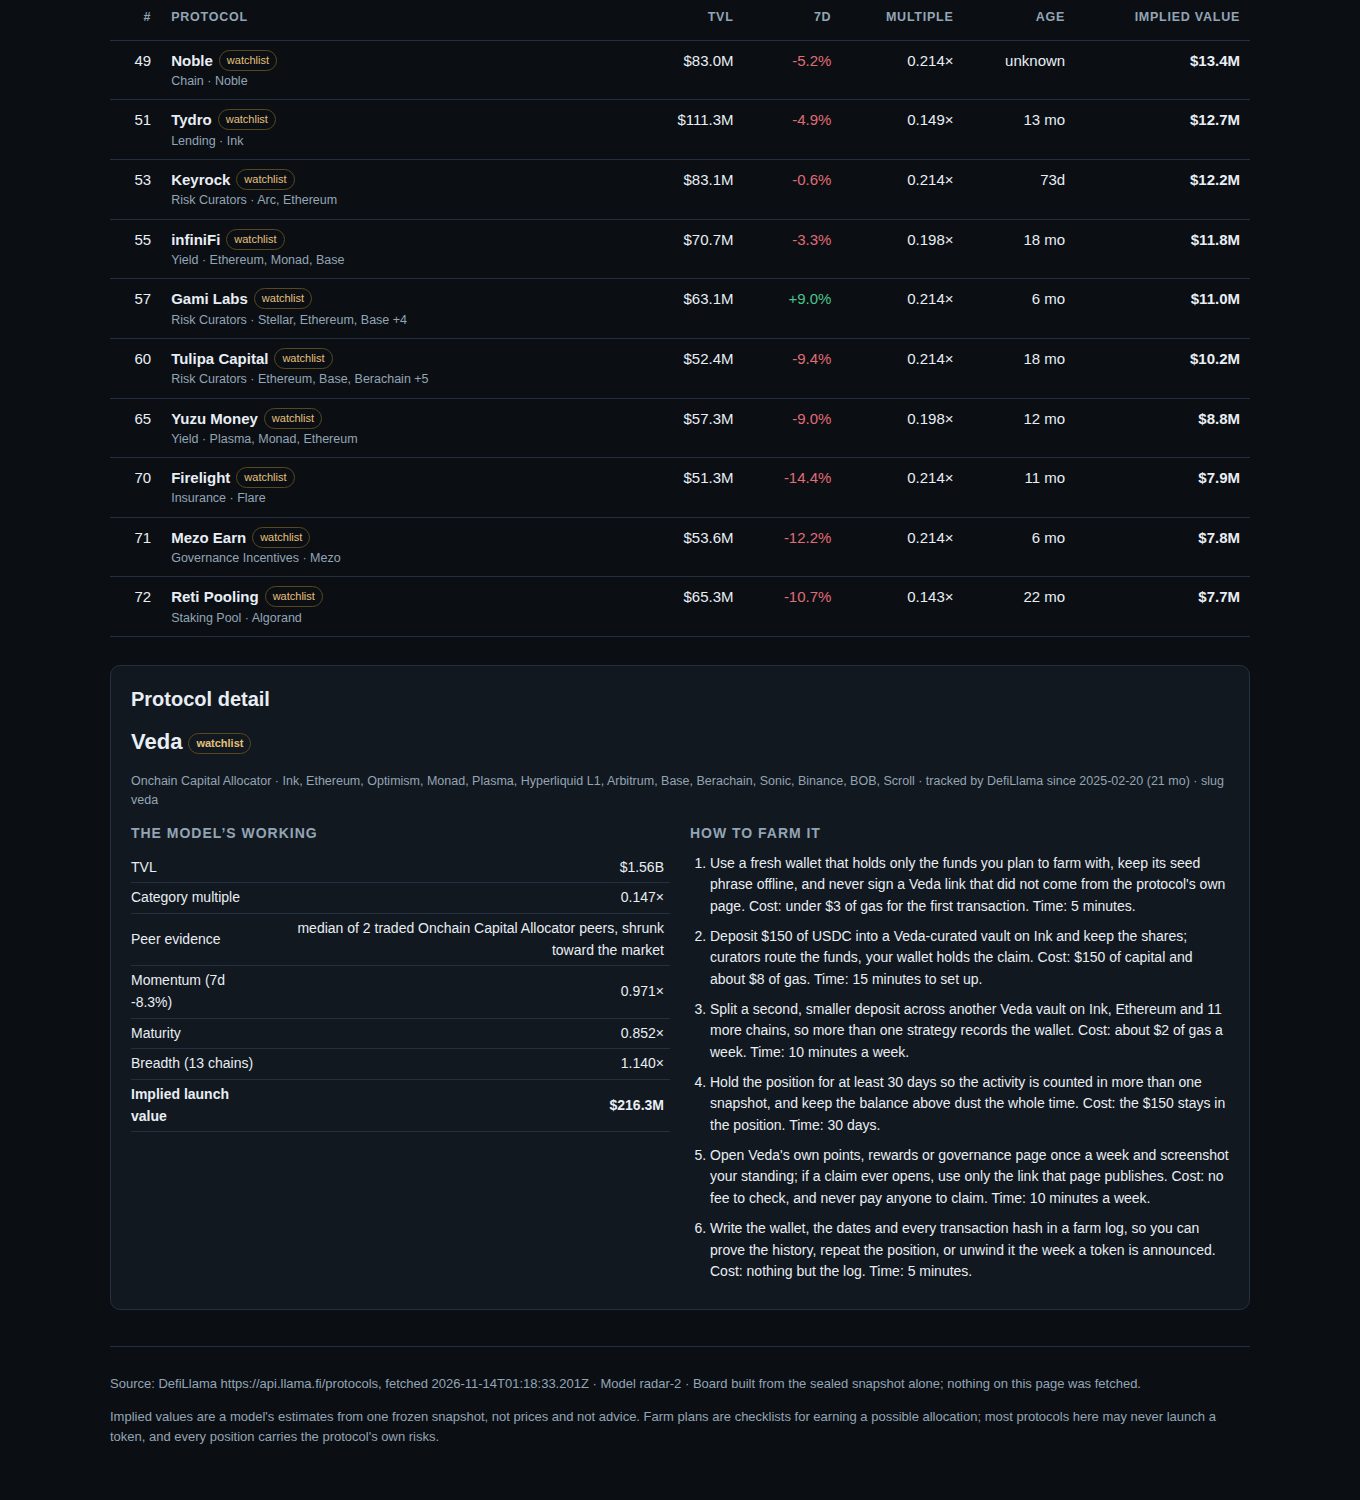 # PROTOCOL TVL 7D MULTIPLE AGE IMPLIED VALUE
49 Noble watchlist $83.0M -5.2% 0.214× unknown $13.4M
Chain · Noble
51 Tydro watchlist $111.3M -4.9% 0.149× 13 mo $12.7M
Lending · Ink
53 Keyrock watchlist $83.1M -0.6% 0.214× 73d $12.2M
Risk Curators · Arc, Ethereum
55 infiniFi watchlist $70.7M -3.3% 0.198× 18 mo $11.8M
Yield · Ethereum, Monad, Base
57 Gami Labs watchlist $63.1M +9.0% 0.214× 6 mo $11.0M
Risk Curators · Stellar, Ethereum, Base +4
60 Tulipa Capital watchlist $52.4M -9.4% 0.214× 18 mo $10.2M
Risk Curators · Ethereum, Base, Berachain +5
65 Yuzu Money watchlist $57.3M -9.0% 0.198× 12 mo $8.8M
Yield · Plasma, Monad, Ethereum
70 Firelight watchlist $51.3M -14.4% 0.214× 11 mo $7.9M
Insurance · Flare
71 Mezo Earn watchlist $53.6M -12.2% 0.214× 6 mo $7.8M
Governance Incentives · Mezo
72 Reti Pooling watchlist $65.3M -10.7% 0.143× 22 mo $7.7M
Staking Pool · Algorand
Protocol detail
Veda watchlist
Onchain Capital Allocator · Ink, Ethereum, Optimism, Monad, Plasma, Hyperliquid L1, Arbitrum, Base, Berachain, Sonic, Binance, BOB, Scroll · tracked by DefiLlama since 2025-02-20 (21 mo) · slug
veda
THE MODEL’S WORKING
TVL $1.56B
Category multiple 0.147×
Peer evidence median of 2 traded Onchain Capital Allocator peers, shrunk
toward the market
Momentum (7d
-8.3%) 0.971×
Maturity 0.852×
Breadth (13 chains) 1.140×
Implied launch
value $216.3M
HOW TO FARM IT
1. Use a fresh wallet that holds only the funds you plan to farm with, keep its seed
phrase offline, and never sign a Veda link that did not come from the protocol's own
page. Cost: under $3 of gas for the first transaction. Time: 5 minutes.
2. Deposit $150 of USDC into a Veda-curated vault on Ink and keep the shares;
curators route the funds, your wallet holds the claim. Cost: $150 of capital and
about $8 of gas. Time: 15 minutes to set up.
3. Split a second, smaller deposit across another Veda vault on Ink, Ethereum and 11
more chains, so more than one strategy records the wallet. Cost: about $2 of gas a
week. Time: 10 minutes a week.
4. Hold the position for at least 30 days so the activity is counted in more than one
snapshot, and keep the balance above dust the whole time. Cost: the $150 stays in
the position. Time: 30 days.
5. Open Veda's own points, rewards or governance page once a week and screenshot
your standing; if a claim ever opens, use only the link that page publishes. Cost: no
fee to check, and never pay anyone to claim. Time: 10 minutes a week.
6. Write the wallet, the dates and every transaction hash in a farm log, so you can
prove the history, repeat the position, or unwind it the week a token is announced.
Cost: nothing but the log. Time: 5 minutes.
Source: DefiLlama https://api.llama.fi/protocols, fetched 2026-11-14T01:18:33.201Z · Model radar-2 · Board built from the sealed snapshot alone; nothing on this page was fetched.
Implied values are a model's estimates from one frozen snapshot, not prices and not advice. Farm plans are checklists for earning a possible allocation; most protocols here may never launch a
token, and every position carries the protocol's own risks.